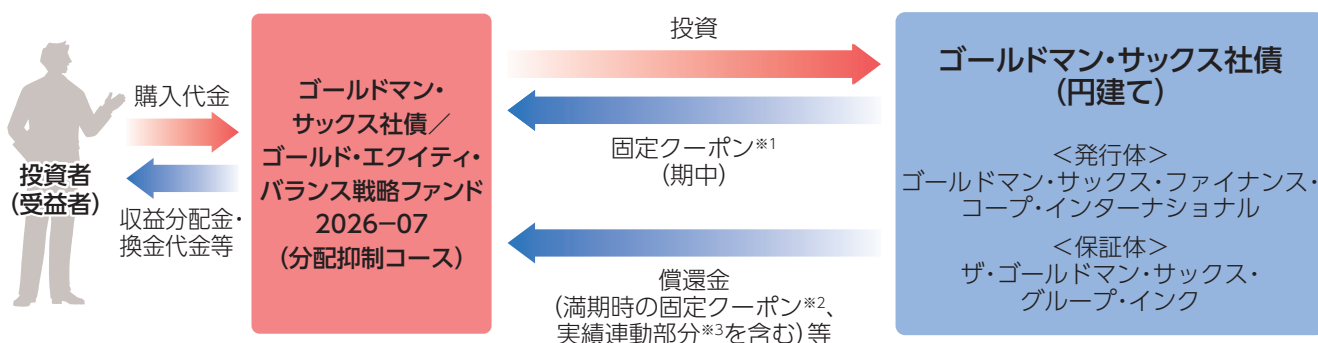 購入代金
投資者
(受益者)
収益分配金・
換金代金等
ゴールドマン・
サックス社債／
ゴールド・エクイティ・
バランス戦略ファンド
2026－07
(分配抑制コース)
投資
固定クーポン※1
(期中)
償還金
(満期時の固定クーポン※2、
実績連動部分※3を含む)等
ゴールドマン・サックス社債
(円建て)
＜発行体＞
ゴールドマン・サックス・ファイナンス・
コープ・インターナショナル
＜保証体＞
ザ・ゴールドマン・サックス・
グループ・インク